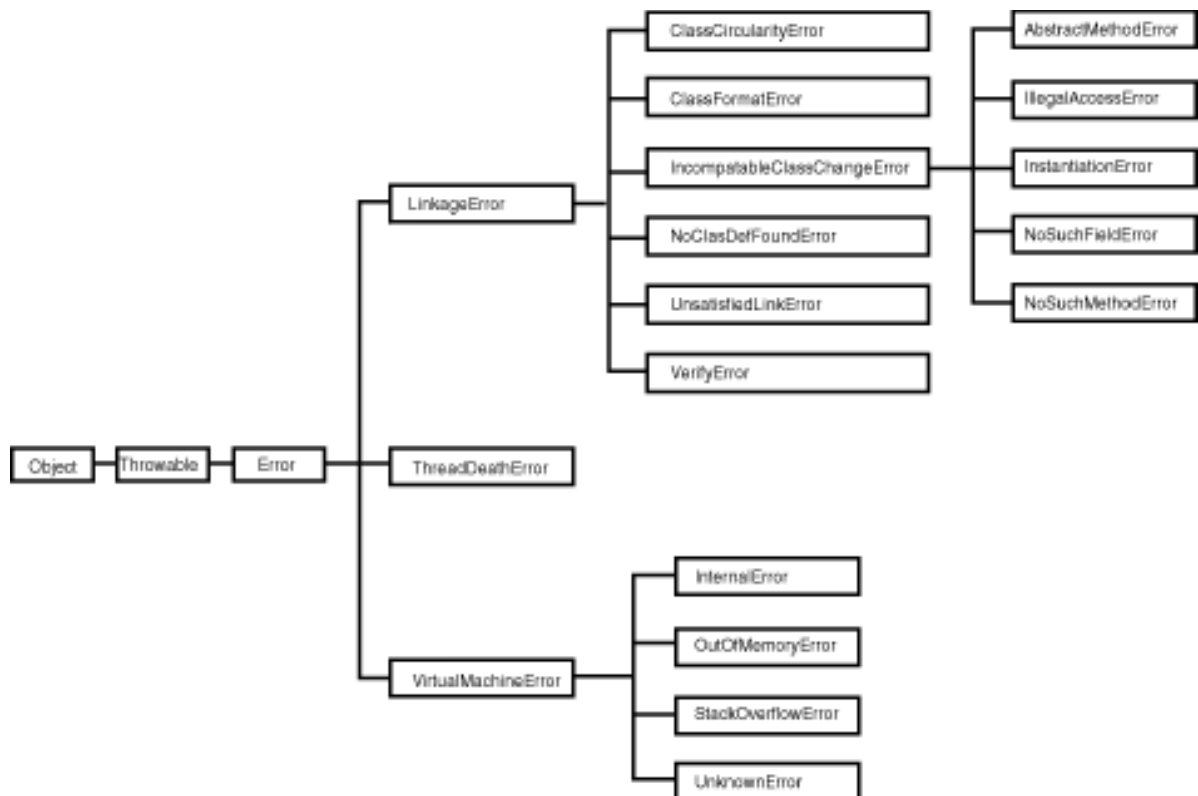 ClassCircularityError
AbstractMethodError
ClassFormatError
IllegalAccessError
IncompatableClassChangeError
InstantiationError
LinkageError
NoClasDefFoundError
NoSuchFieldError
UnsatisfiedLinkError
NoSuchMethodError
VerifyError
Object
Throwable
Error
ThreadDeathError
InternalError
OutOfMemoryError
VirtualMachineError
StackOverflowError
UnknownError